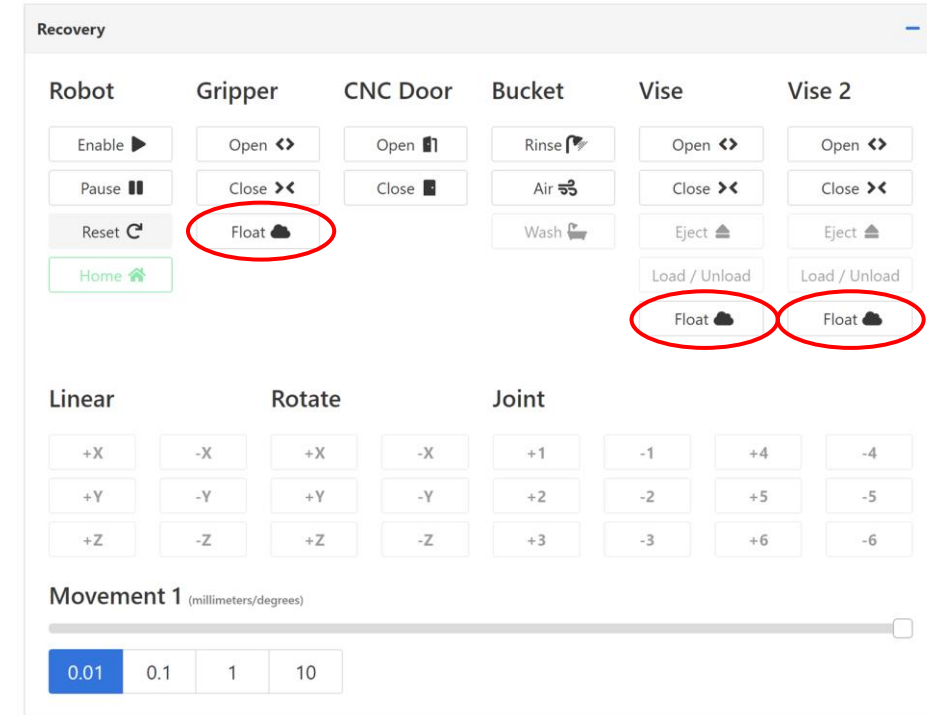 Recovery
Robot Gripper CNC Door Bucket Vise Vise 2
Enable Open Open Rinse Open Open
Pause Close Close Air Close Close
Reset Float Wash Eject Eject
Home Load / Unload Load / Unload
Float Float
Linear Rotate Joint
+X -X +X -X +1 -1 +4 -4
+Y -Y +Y -Y +2 -2 +5 -5
+Z -Z +Z -Z +3 -3 +6 -6
Movement 1 (millimeters/degrees)
0.01 0.1 1 10